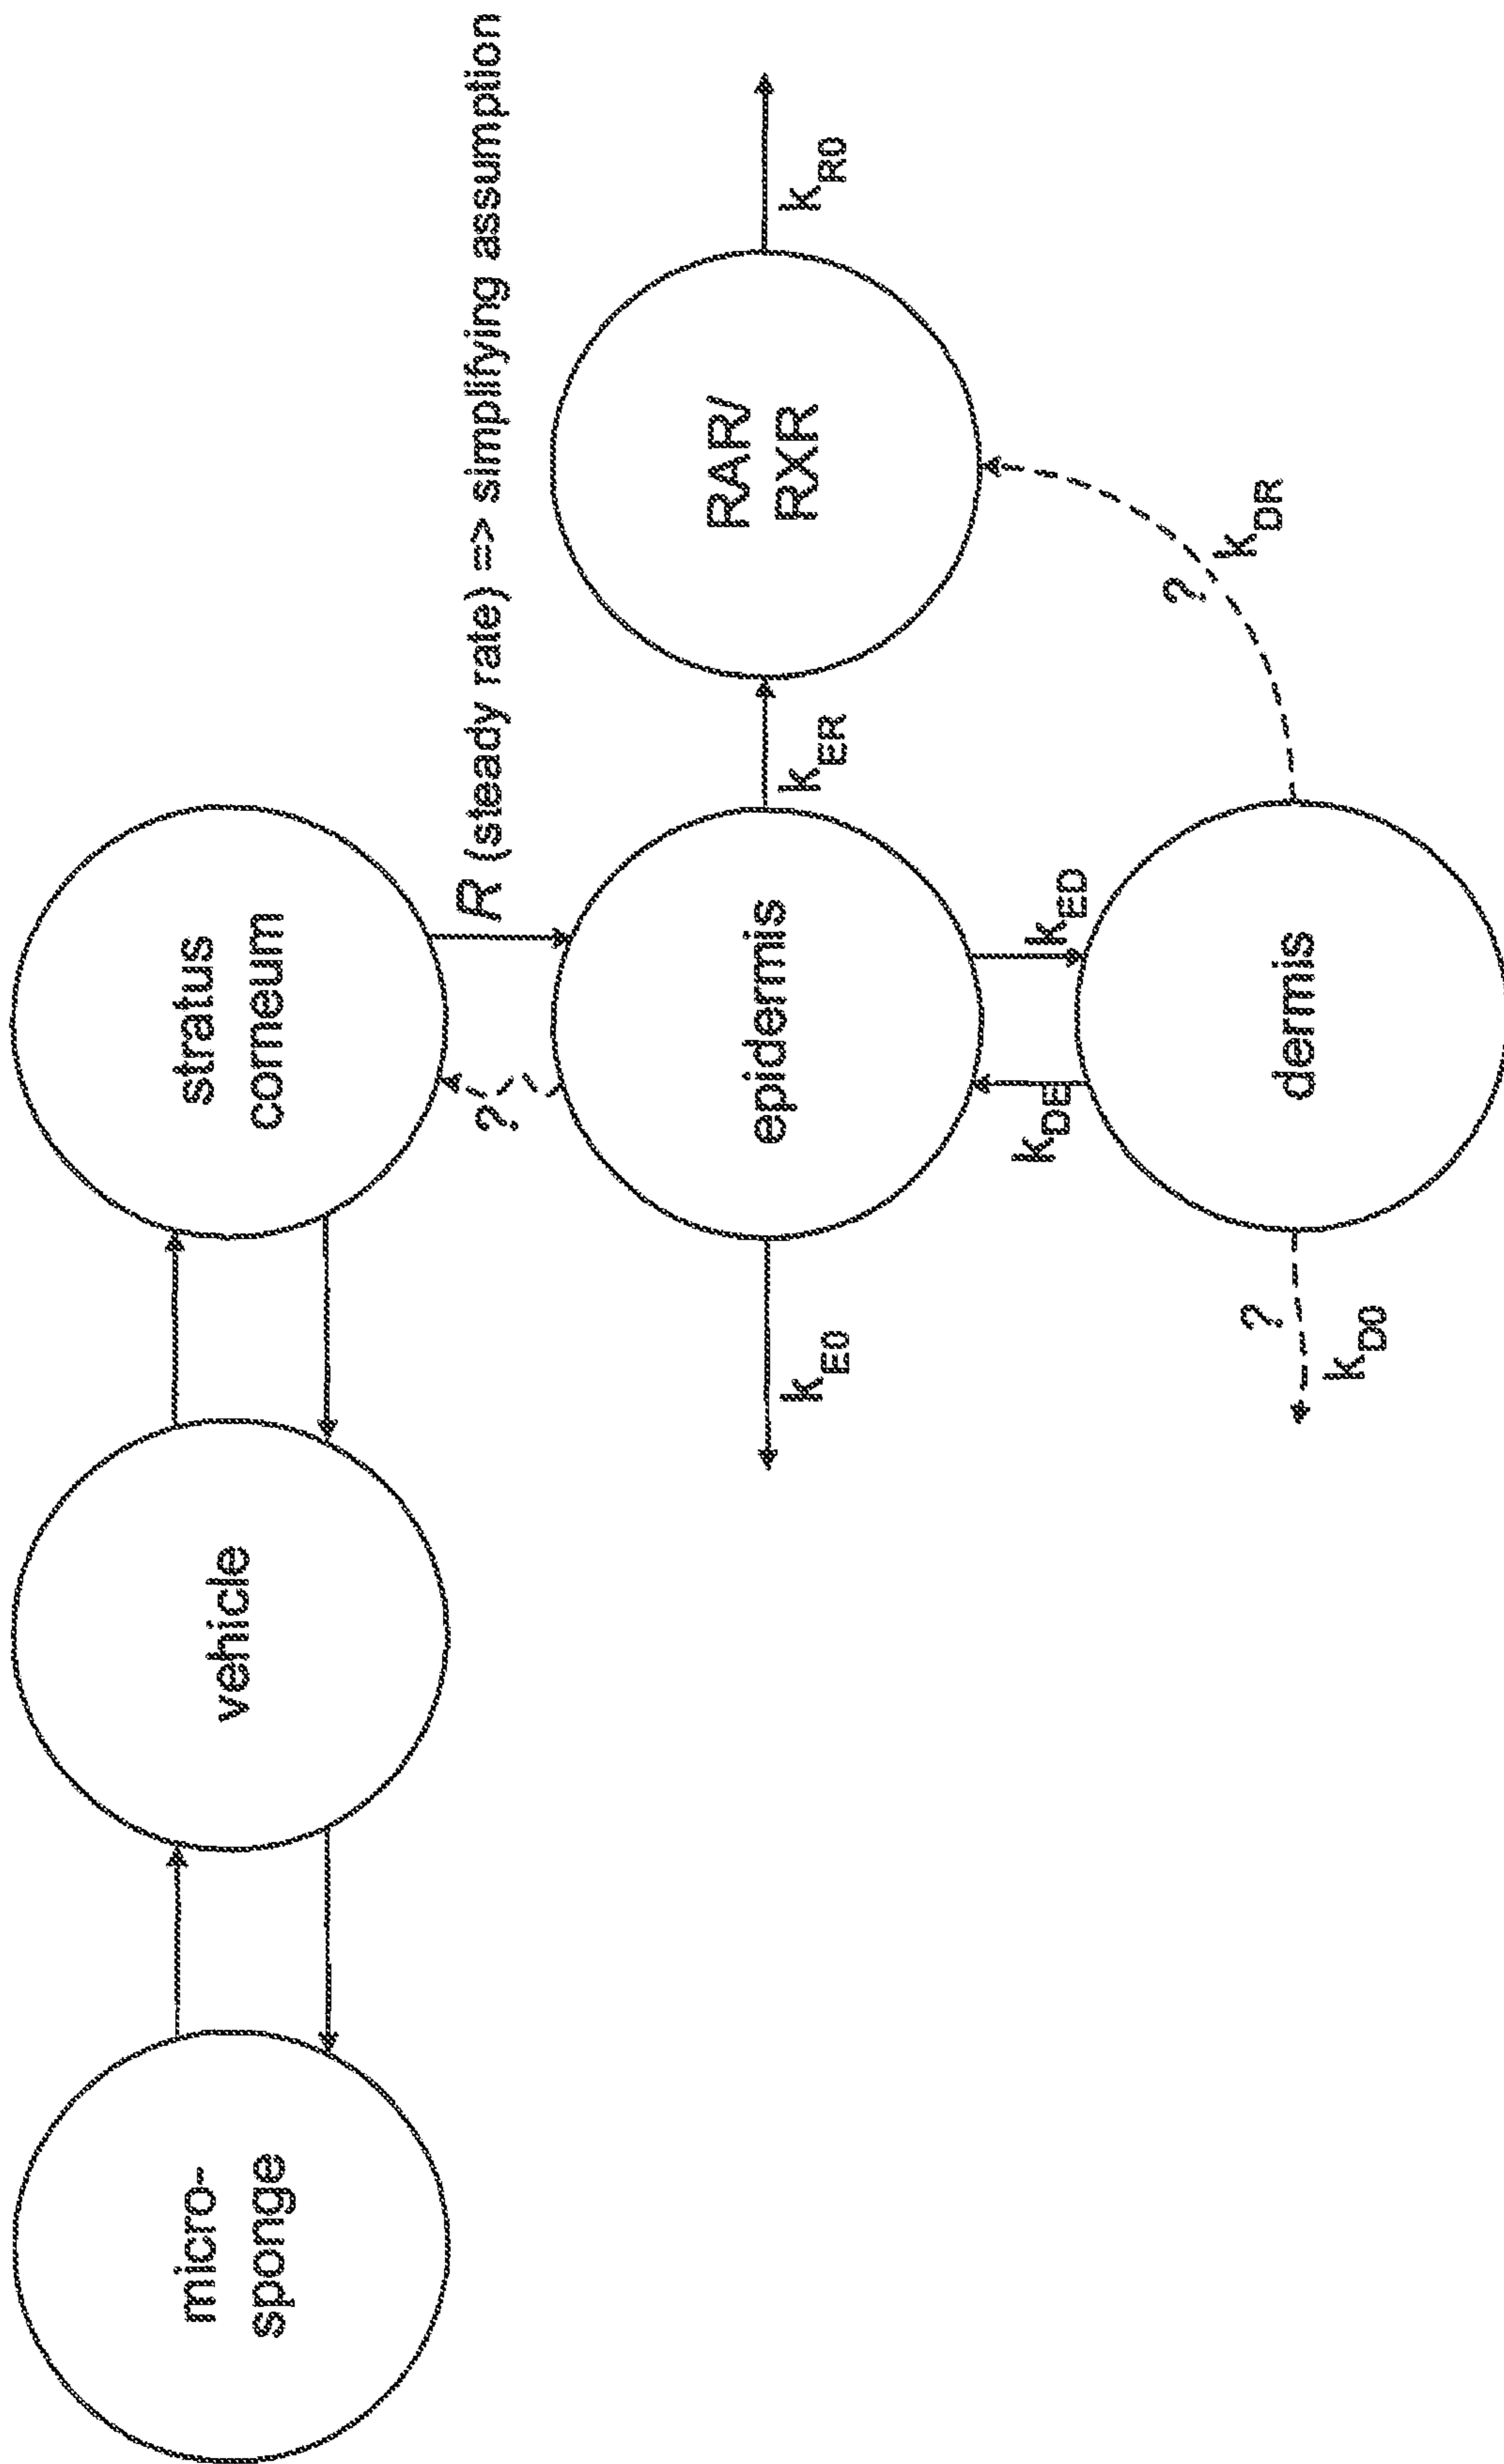 micro-
sponge
vehicle
stratus
corneum
R (steady rate) => simplifying assumption
?
epidermis
k_E0
k_ER
RAR/
RXR
k_R0
k_DE
k_ED
dermis
?
k_D0
?
k_DR